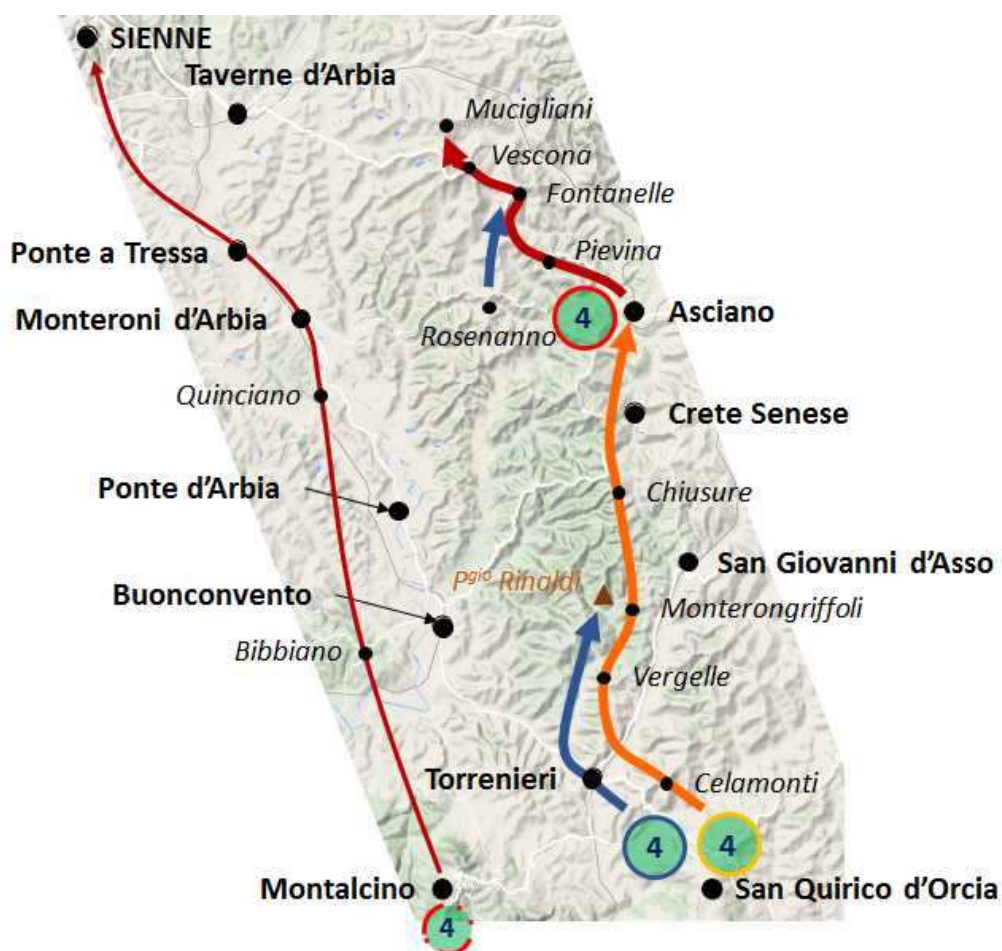 SIENNE
Taverne d'Arbia
Mucigliani
Vescona
Fontanelle
Ponte a Tressa
Pievina
Monteroni d'Arbia
4
Asciano
Rosenanno
Quinciano
Crete Senese
Ponte d'Arbia
Chiusure
San Giovanni d'Asso
Pgio Rinaldi
Buonconvento
Monterongriffoli
Bibbiano
Vergelle
Torrenieri
Celamonti
4
4
Montalcino
San Quirico d'Orcia
4